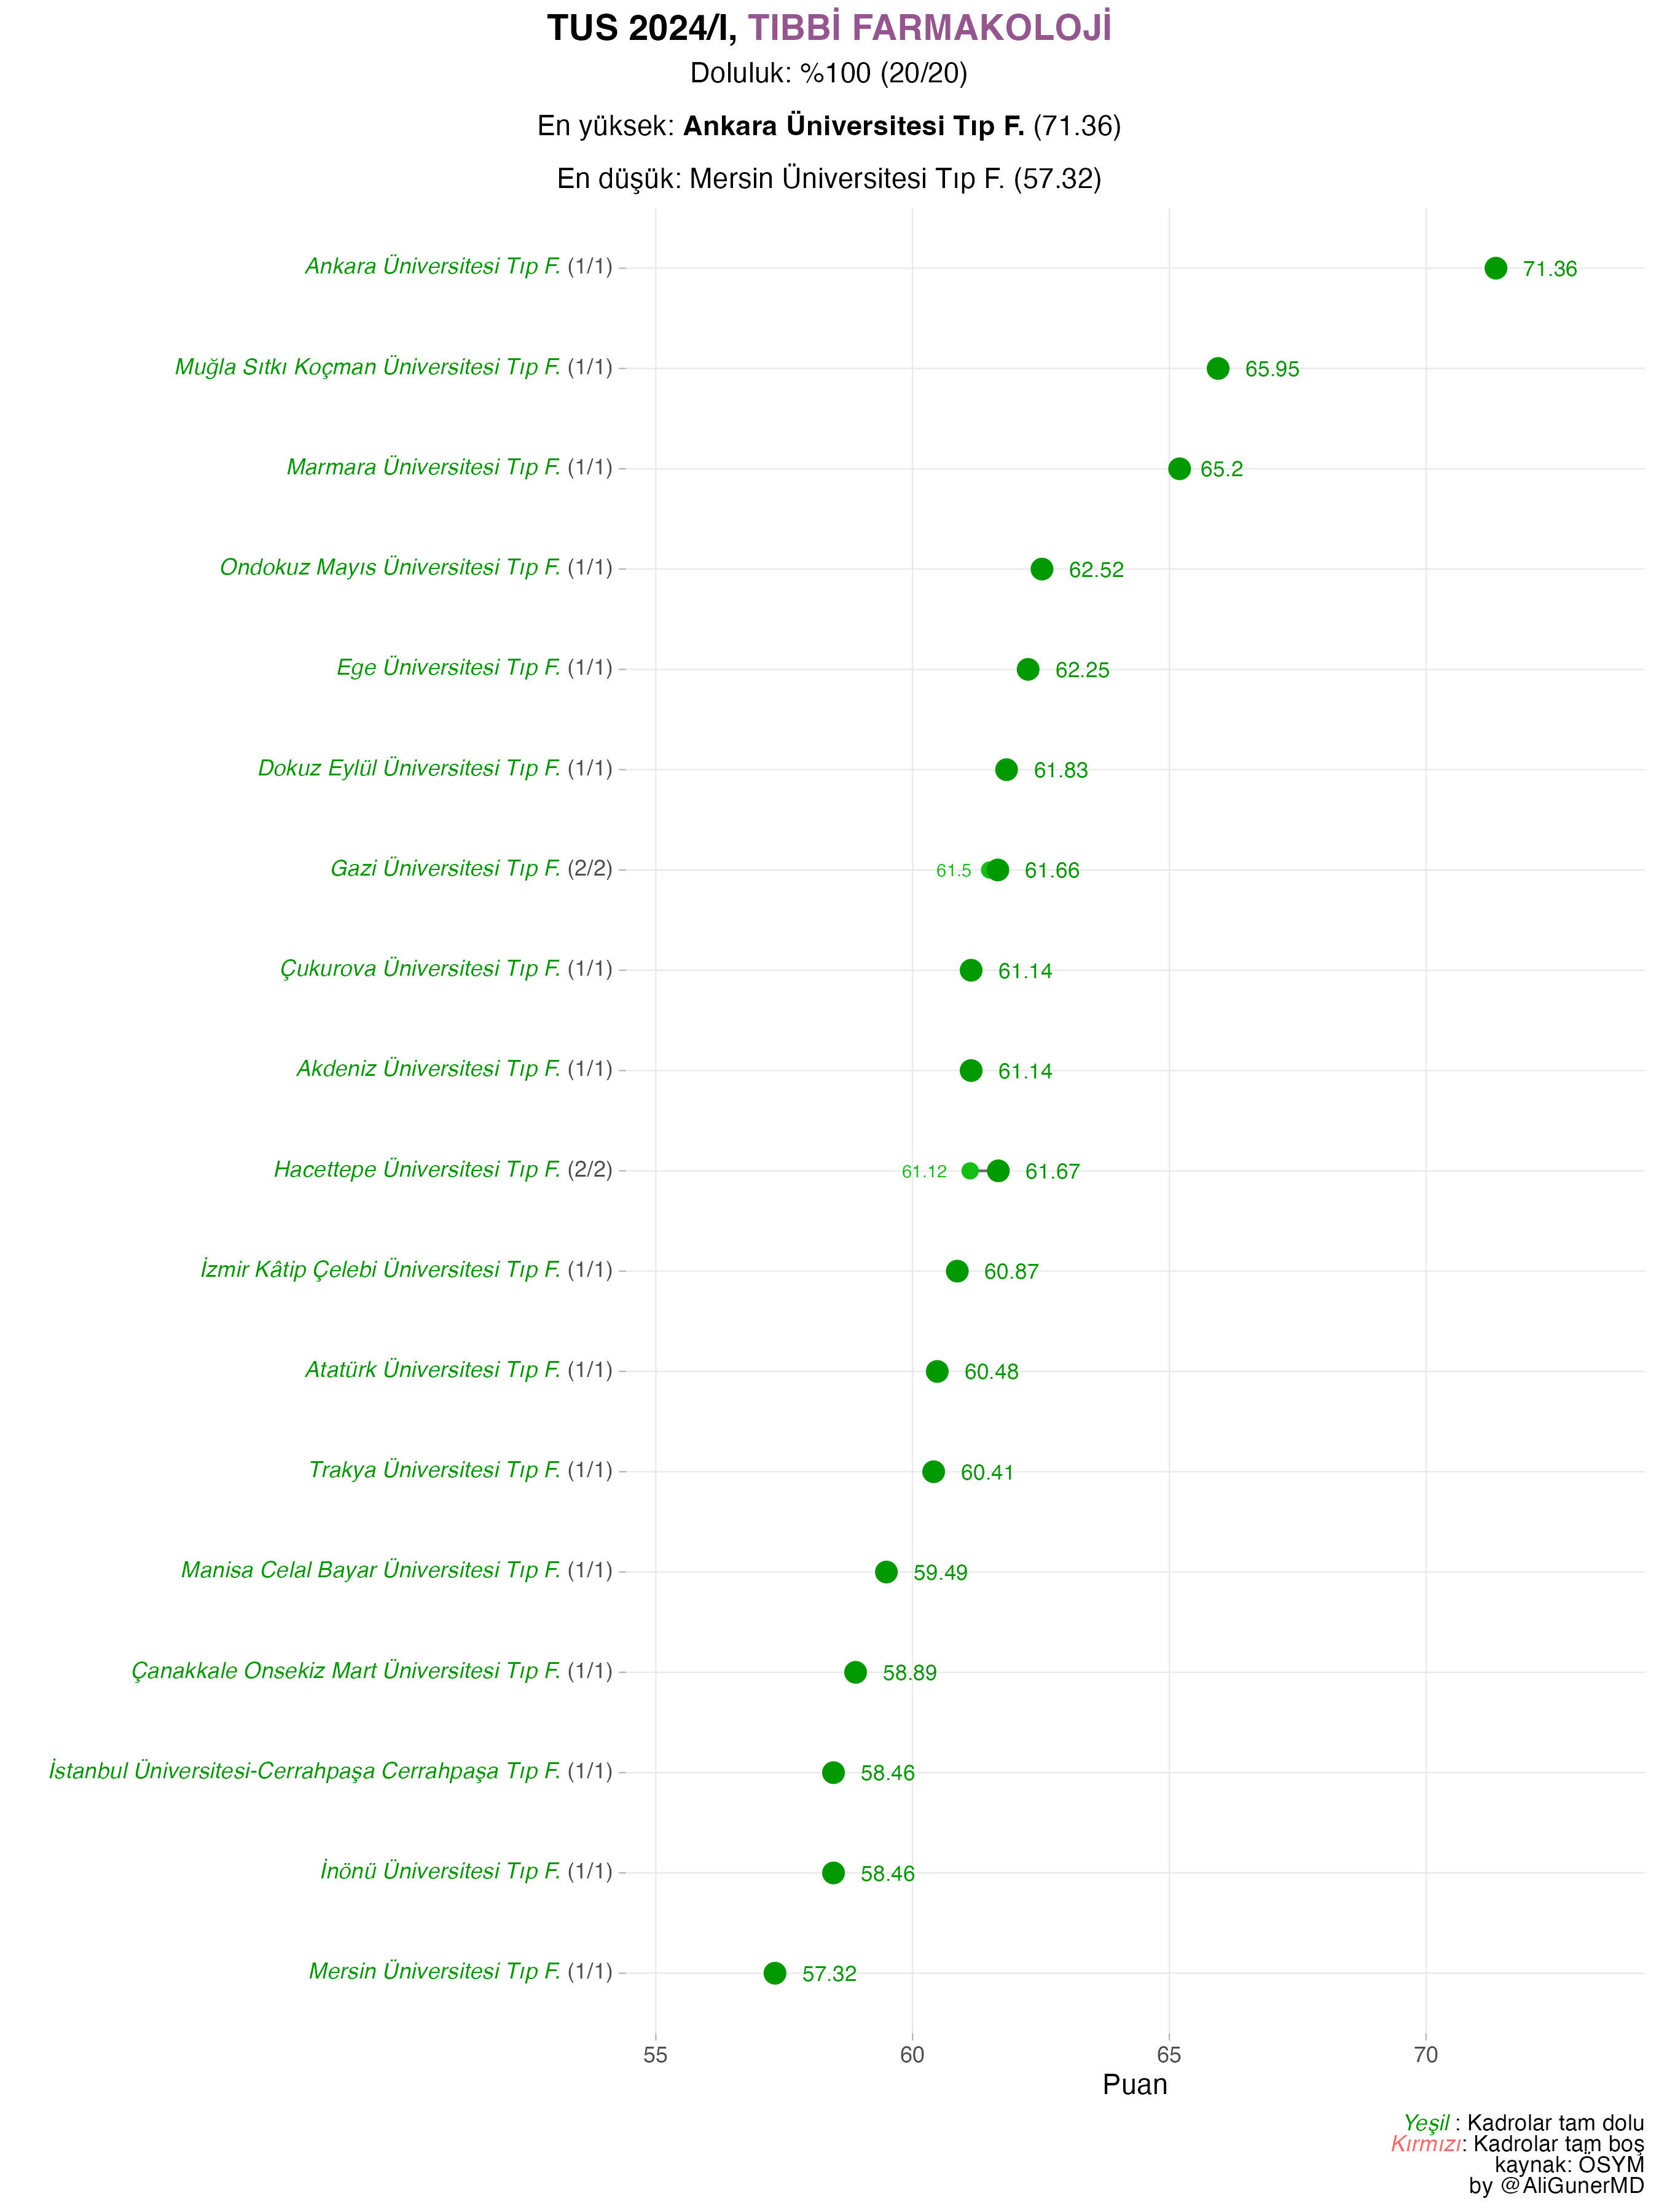 TUS 2024/I, TIBBİ FARMAKOLOJİ
Doluluk: %100 (20/20)
En yüksek: Ankara Üniversitesi Tıp F. (71.36)
En düşük: Mersin Üniversitesi Tıp F. (57.32)
Ankara Üniversitesi Tıp F. (1/1) 71.36
Muğla Sıtkı Koçman Üniversitesi Tıp F. (1/1) 65.95
Marmara Üniversitesi Tıp F. (1/1) 65.2
Ondokuz Mayıs Üniversitesi Tıp F. (1/1) 62.52
Ege Üniversitesi Tıp F. (1/1) 62.25
Dokuz Eylül Üniversitesi Tıp F. (1/1) 61.83
Gazi Üniversitesi Tıp F. (2/2) 61.5 61.66
Çukurova Üniversitesi Tıp F. (1/1) 61.14
Akdeniz Üniversitesi Tıp F. (1/1) 61.14
Hacettepe Üniversitesi Tıp F. (2/2) 61.12 61.67
İzmir Kâtip Çelebi Üniversitesi Tıp F. (1/1) 60.87
Atatürk Üniversitesi Tıp F. (1/1) 60.48
Trakya Üniversitesi Tıp F. (1/1) 60.41
Manisa Celal Bayar Üniversitesi Tıp F. (1/1) 59.49
Çanakkale Onsekiz Mart Üniversitesi Tıp F. (1/1) 58.89
İstanbul Üniversitesi-Cerrahpaşa Cerrahpaşa Tıp F. (1/1) 58.46
İnönü Üniversitesi Tıp F. (1/1) 58.46
Mersin Üniversitesi Tıp F. (1/1) 57.32
55 60 65 70
Puan
Yeşil : Kadrolar tam dolu
Kırmızı: Kadrolar tam boş
kaynak: ÖSYM
by @AliGunerMD